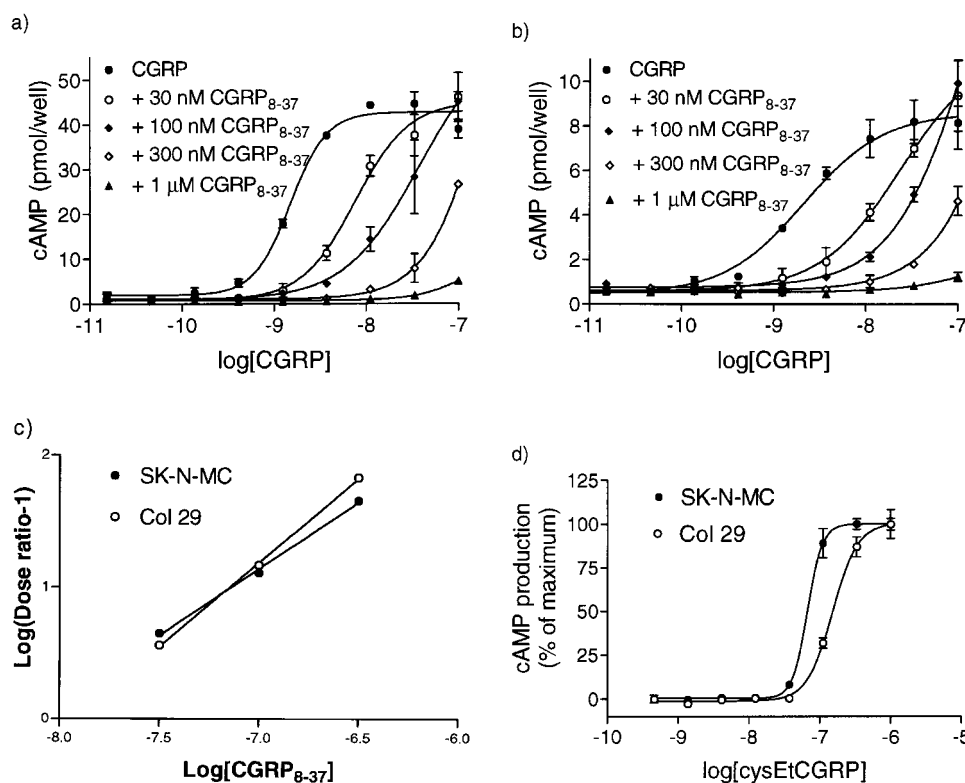 a)
cAMP (pmol/well)
50
40
30
20
10
0
CGRP
+ 30 nM CGRP8-37
+ 100 nM CGRP8-37
+ 300 nM CGRP8-37
+ 1 μM CGRP8-37
-11 -10 -9 -8 -7
log[CGRP]
b)
cAMP (pmol/well)
10
8
6
4
2
0
CGRP
+ 30 nM CGRP8-37
+ 100 nM CGRP8-37
+ 300 nM CGRP8-37
+ 1 μM CGRP8-37
-11 -10 -9 -8 -7
log[CGRP]
c)
Log(Dose ratio-1)
2
1
0
SK-N-MC
Col 29
-8.0 -7.5 -7.0 -6.5 -6.0
Log[CGRP8-37]
d)
cAMP production
(% of maximum)
125
100
75
50
25
0
SK-N-MC
Col 29
-10 -9 -8 -7 -6 -5
log[cysEtCGRP]